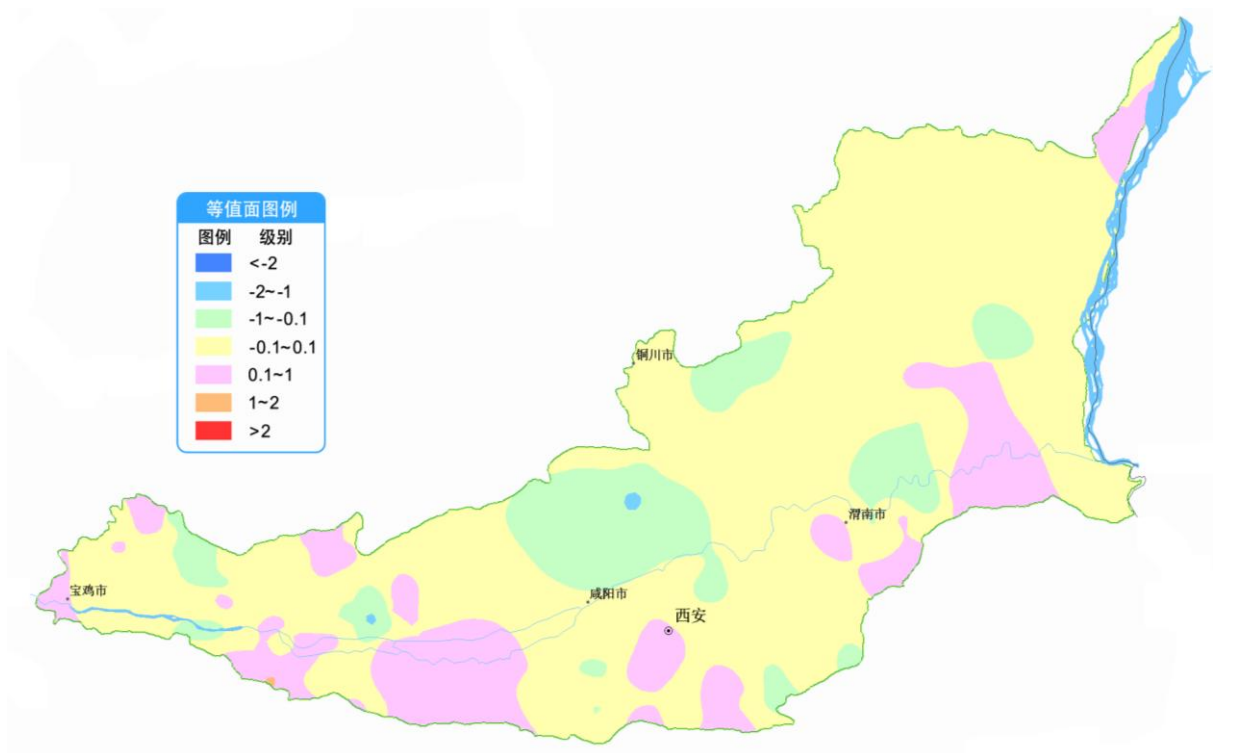 等值面图例
图例 级别
<-2
-2~-1
-1~-0.1
-0.1~0.1
0.1~1
1~2
>2
铜川市
渭南市
宝鸡市
咸阳市
西安